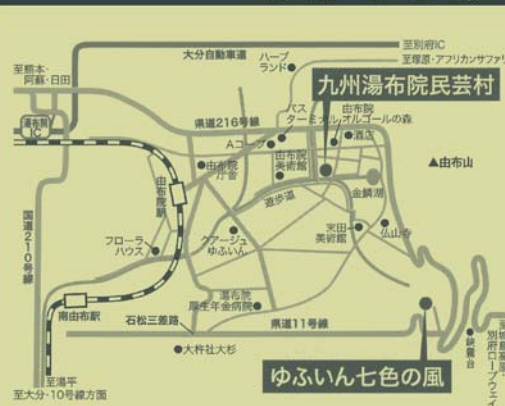 大分自動車道
至別府IC
至塚原・アフリカンサファリ
ハーブ
ランド
至熊本・
阿蘇・日田
九州湯布院民芸村
湯布院
IC
県道216号線
バス
ターミナル
由布院
オルゴールの森
Aコープ
酒店
由布院
美術館
▲由布山
由布院
庁舎
由布院駅
遊歩道
金鱗湖
国道210号線
末田
美術館
仏山寺
フローラ
ハウス
クアージュ
ゆふいん
湯布院
厚生年金病院
南由布駅
石松三差路
県道11号線
大杵社大杉
狭霧台
別府ロープウェイ
ゆふいん七色の風
至湯平
至大分・10号線方面